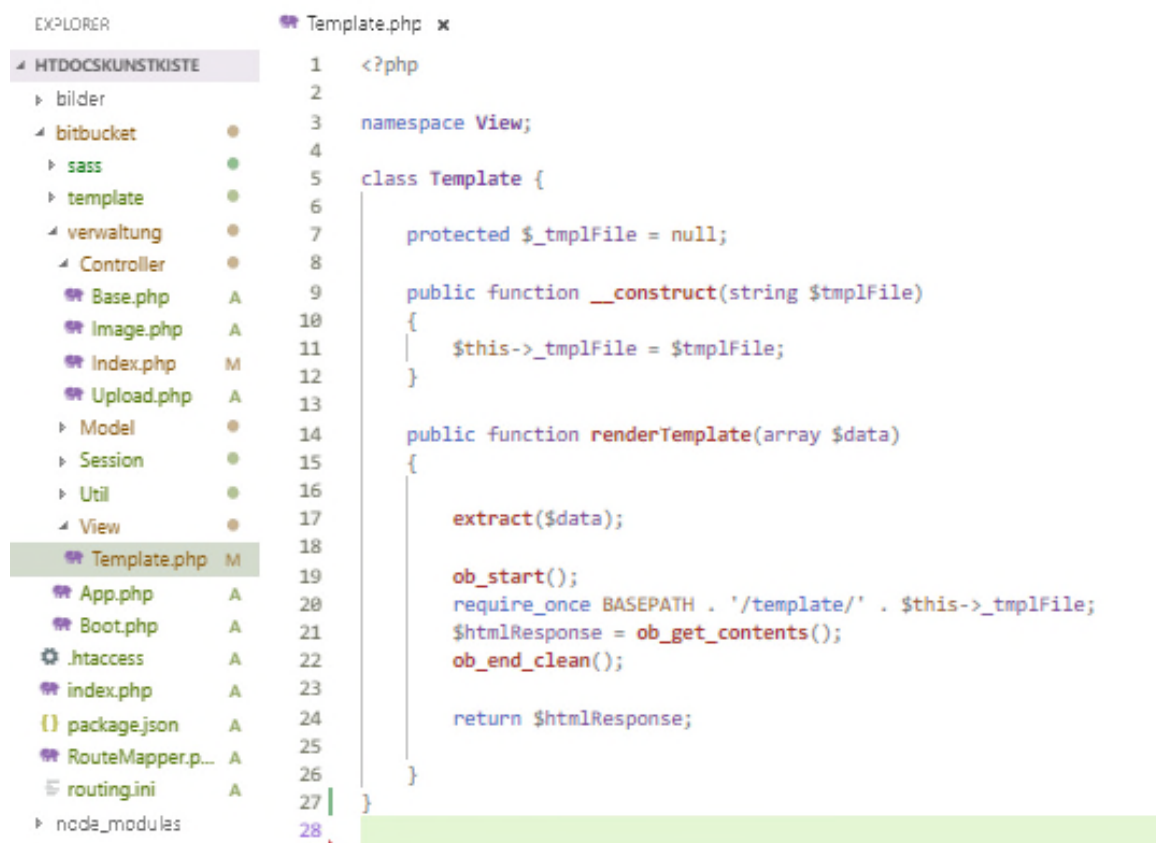 EXPLORER
HTDOCSKUNSTKISTE
bilder
bitbucket
sass
template
verwaltung
Controller
Base.php A
Image.php A
Index.php M
Upload.php A
Model
Session
Util
View
Template.php M
App.php A
Boot.php A
.htaccess A
index.php A
{} package.json A
RouteMapper.p... A
routing.ini A
node_modules
Template.php ×
1 <?php
2
3 namespace View;
4
5 class Template {
6
7 protected $_tmplFile = null;
8
9 public function __construct(string $tmplFile)
10 {
11 $this->_tmplFile = $tmplFile;
12 }
13
14 public function renderTemplate(array $data)
15 {
16
17 extract($data);
18
19 ob_start();
20 require_once BASEPATH . '/template/' . $this->_tmplFile;
21 $htmlResponse = ob_get_contents();
22 ob_end_clean();
23
24 return $htmlResponse;
25
26 }
27 }
28